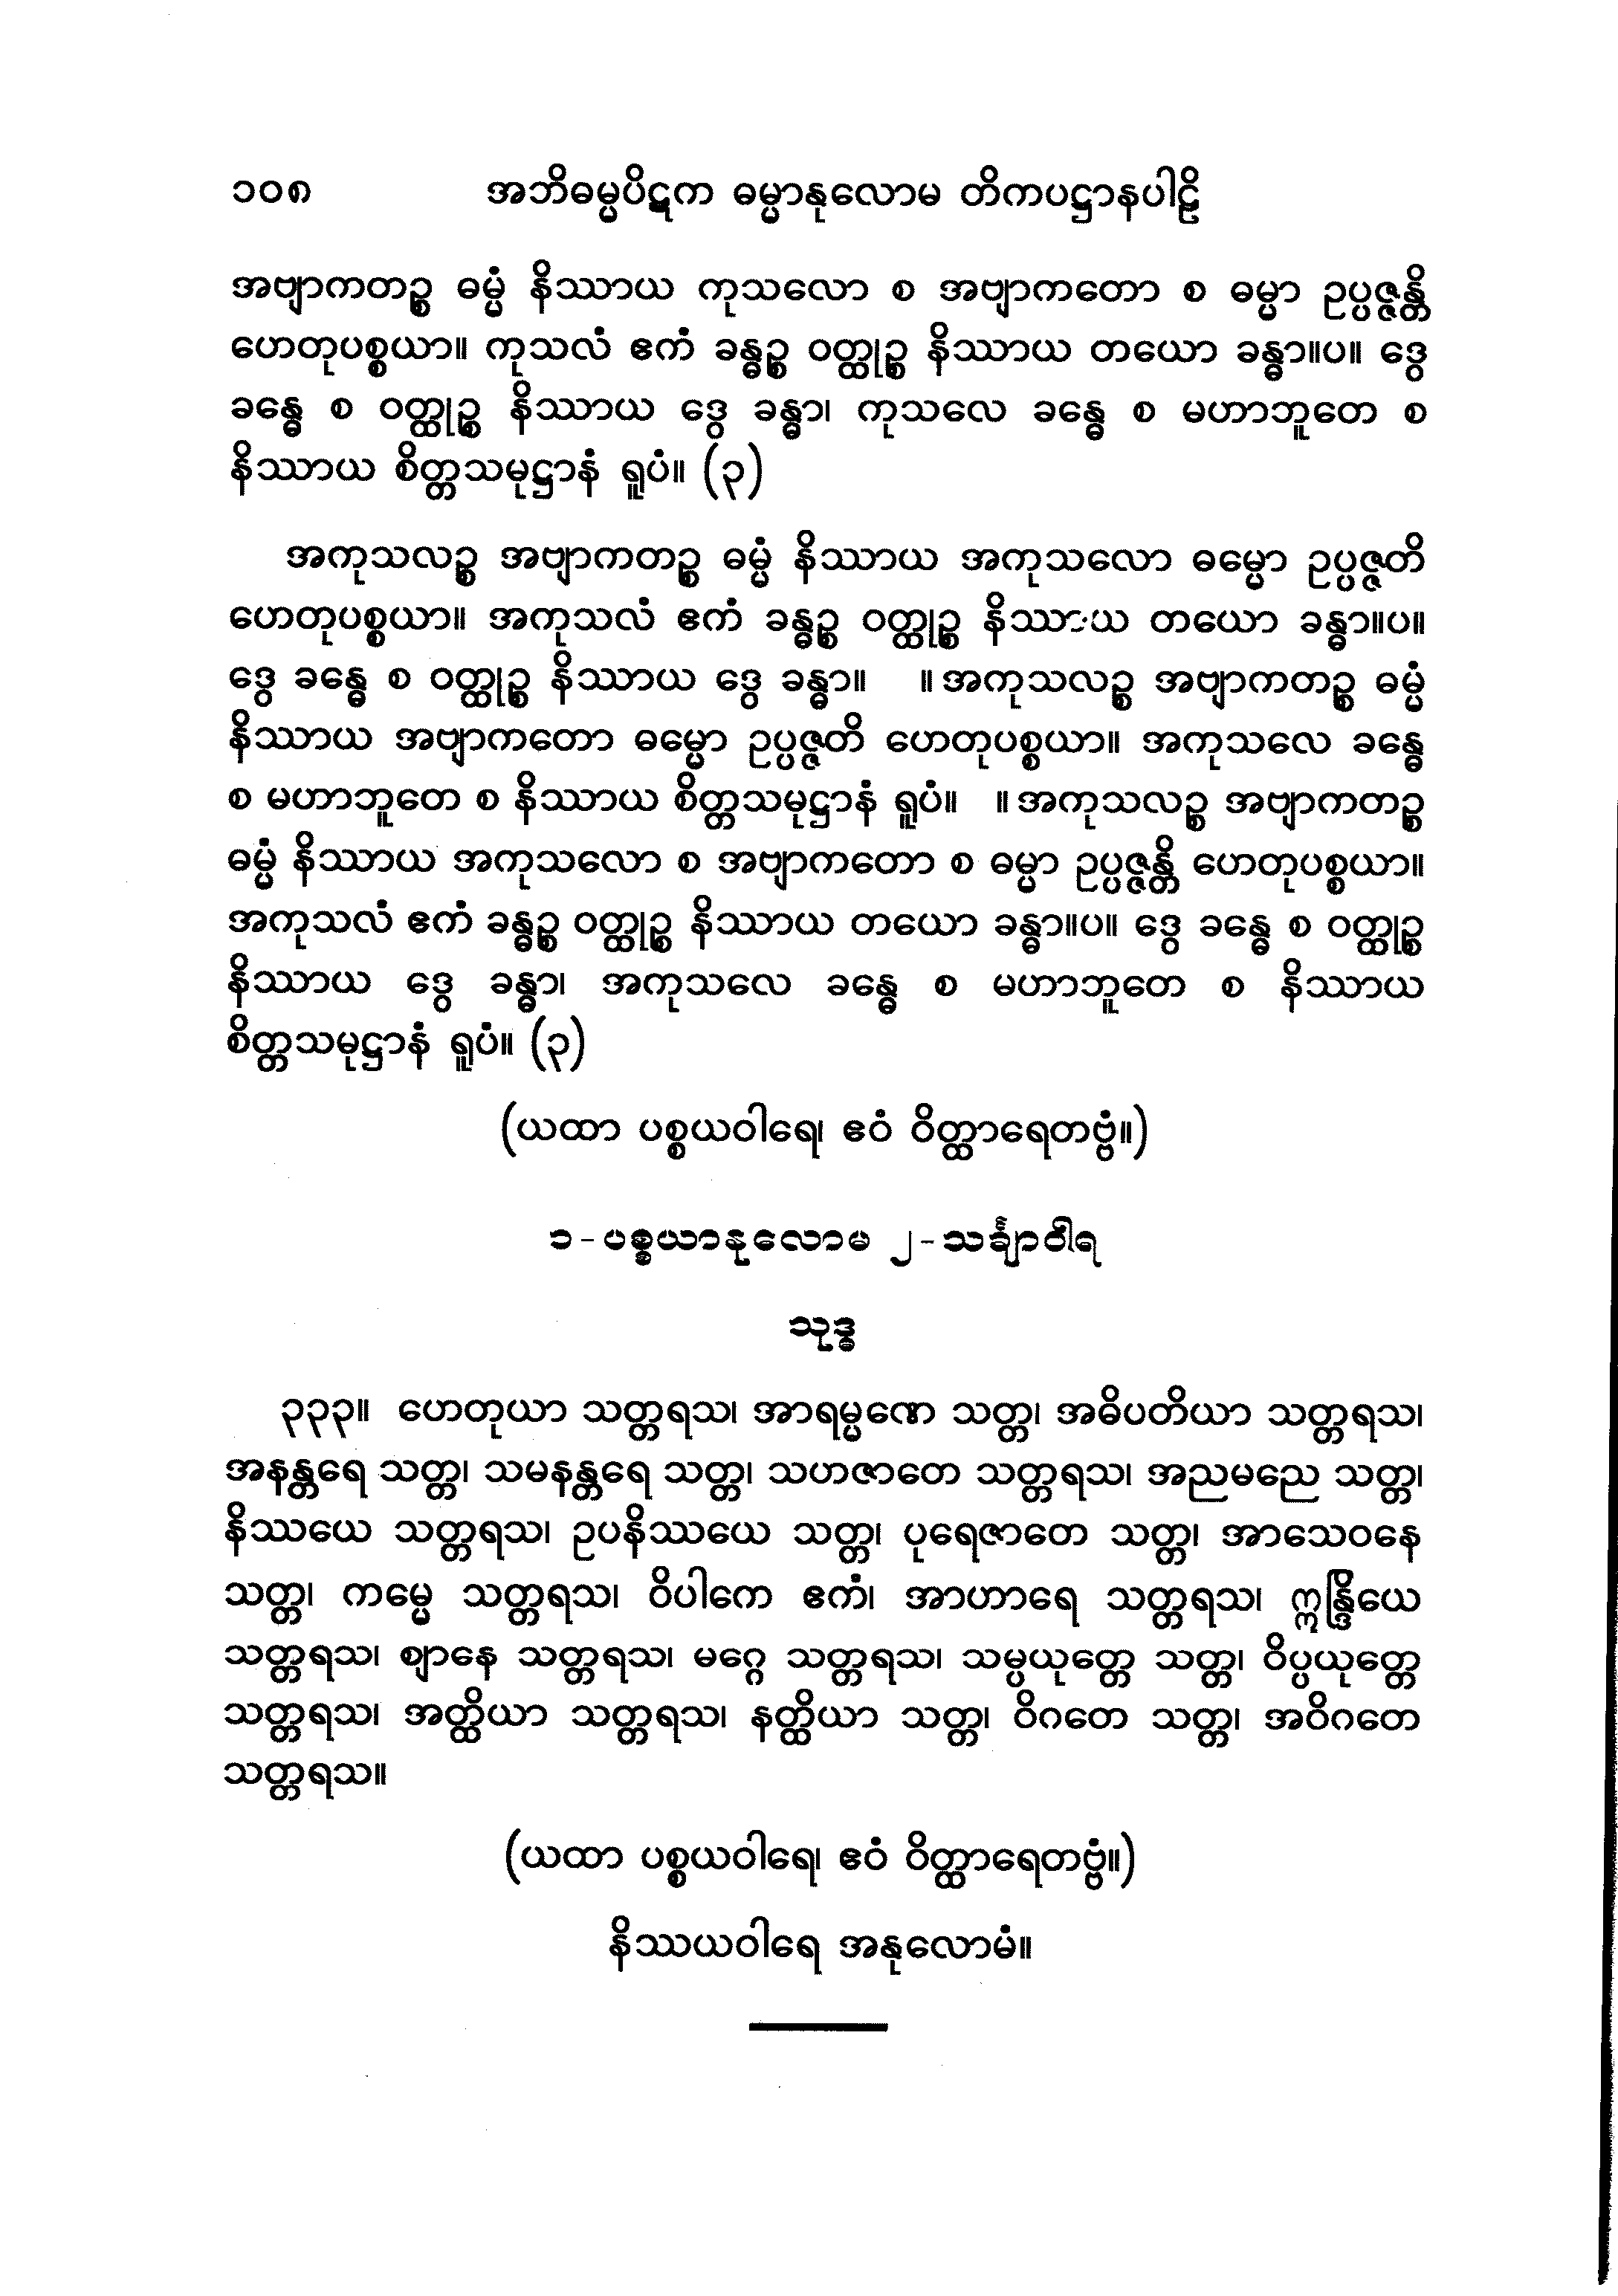 ၁၀၈ အဘိဓမ္မပိဋက ဓမ္မာနုလောမ တိကပဋ္ဌာနပါဠိ
အဗျာကတဉ္စ ဓမ္မံ နိဿာယ ကုသလော စ အဗျာကတော စ ဓမ္မာ ဥပ္ပဇ္ဇန္တိ
ဟေတုပစ္စယာ။ ကုသလံ ဧကံ ခန္ဓဉ္စ ဝတ္ထုဉ္စ နိဿာယ တယော ခန္ဓာ။ပ။ ဒွေ
ခန္ဓေ စ ဝတ္ထုဉ္စ နိဿာယ ဒွေ ခန္ဓာ၊ ကုသလေ ခန္ဓေ စ မဟာဘူတေ စ
နိဿာယ စိတ္တသမုဋ္ဌာနံ ရူပံ။ (၃)
အကုသလဉ္စ အဗျာကတဉ္စ ဓမ္မံ နိဿာယ အကုသလော ဓမ္မော ဥပ္ပဇ္ဇတိ
ဟေတုပစ္စယာ။ အကုသလံ ဧကံ ခန္ဓဉ္စ ဝတ္ထုဉ္စ နိဿာယ တယော ခန္ဓာ။ပ။
ဒွေ ခန္ဓေ စ ဝတ္ထုဉ္စ နိဿာယ ဒွေ ခန္ဓာ။ ။အကုသလဉ္စ အဗျာကတဉ္စ ဓမ္မံ
နိဿာယ အဗျာကတော ဓမ္မော ဥပ္ပဇ္ဇတိ ဟေတုပစ္စယာ။ အကုသလေ ခန္ဓေ
စ မဟာဘူတေ စ နိဿာယ စိတ္တသမုဋ္ဌာနံ ရူပံ။ ။အကုသလဉ္စ အဗျာကတဉ္စ
ဓမ္မံ နိဿာယ အကုသလော စ အဗျာကတော စ ဓမ္မာ ဥပ္ပဇ္ဇန္တိ ဟေတုပစ္စယာ။
အကုသလံ ဧကံ ခန္ဓဉ္စ ဝတ္ထုဉ္စ နိဿာယ တယော ခန္ဓာ။ပ။ ဒွေ ခန္ဓေ စ ဝတ္ထုဉ္စ
နိဿာယ ဒွေ ခန္ဓာ၊ အကုသလေ ခန္ဓေ စ မဟာဘူတေ စ နိဿာယ
စိတ္တသမုဋ္ဌာနံ ရူပံ။ (၃)
(ယထာ ပစ္စယဝါရေ၊ ဧဝံ ဝိတ္ထာရေတဗ္ဗံ။)
၁-ပစ္စယာနုလောမ ၂-သင်္ချာဝါရ
သုဒ္ဓ
၃၃၃။ ဟေတုယာ သတ္တရသ၊ အာရမ္မဏေ သတ္တ၊ အဓိပတိယာ သတ္တရသ၊
အနန္တရေ သတ္တ၊ သမနန္တရေ သတ္တ၊ သဟဇာတေ သတ္တရသ၊ အညမညေ သတ္တ၊
နိဿယေ သတ္တရသ၊ ဥပနိဿယေ သတ္တ၊ ပုရေဇာတေ သတ္တ၊ အာသေဝနေ
သတ္တ၊ ကမ္မေ သတ္တရသ၊ ဝိပါကေ ဧကံ၊ အာဟာရေ သတ္တရသ၊ ဣန္ဒြိယေ
သတ္တရသ၊ ဈာနေ သတ္တရသ၊ မဂ္ဂေ သတ္တရသ၊ သမ္ပယုတ္တေ သတ္တ၊ ဝိပ္ပယုတ္တေ
သတ္တရသ၊ အတ္ထိယာ သတ္တရသ၊ နတ္ထိယာ သတ္တ၊ ဝိဂတေ သတ္တ၊ အဝိဂတေ
သတ္တရသ။
(ယထာ ပစ္စယဝါရေ၊ ဧဝံ ဝိတ္ထာရေတဗ္ဗံ။)
နိဿယဝါရေ အနုလောမံ။